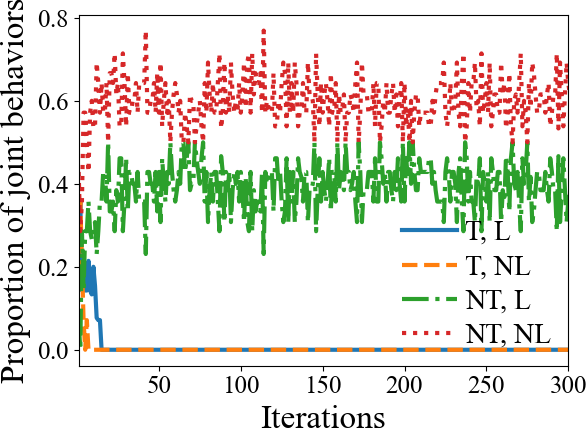 Proportion of joint behaviors
0.8
0.6
0.4
0.2
0.0
T, L
T, NL
NT, L
NT, NL
50
100
150
200
250
300
Iterations